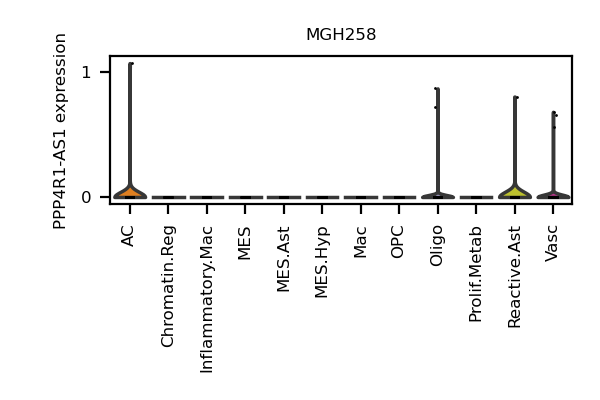 MGH258
PPP4R1-AS1 expression
1
0
AC
Chromatin.Reg
Inflammatory.Mac
MES
MES.Ast
MES.Hyp
Mac
OPC
Oligo
Prolif.Metab
Reactive.Ast
Vasc